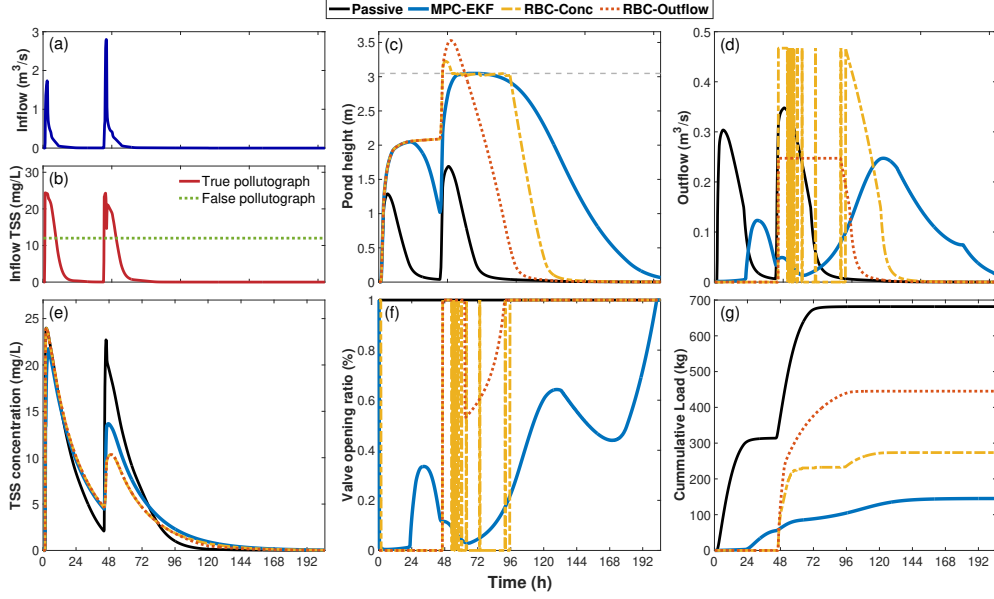 Passive MPC-EKF RBC-Conc RBC-Outflow
(a)
Inflow (m³/s)
3
2
1
0
(b)
Inflow TSS (mg/L)
30
20
10
0
True pollutograph
False pollutograph
(c)
Pond height (m)
3.5
3
2.5
2
1.5
1
0.5
0
(d)
Outflow (m³/s)
0.5
0.4
0.3
0.2
0.1
0
(e)
TSS sconcentration (mg/L)
25
20
15
10
5
0
0 24 48 72 96 120 144 168 192
(f)
Valve opening ratio (%)
1
0.8
0.6
0.4
0.2
0
0 24 48 72 96 120 144 168 192
Time (h)
(g)
Cummulative Load (kg)
700
600
500
400
300
200
100
0
0 24 48 72 96 120 144 168 192